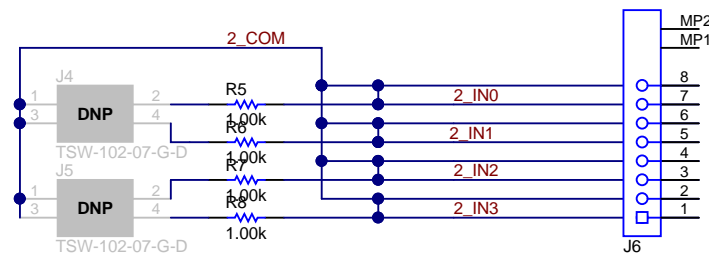 2_COM
MP2
MP1
J4
1
3
DNP
2
4
TSW-102-07-G-D
R5
1.00k
R6
1.00k
2_IN0
2_IN1
8
7
6
5
J5
1
3
DNP
2
4
TSW-102-07-G-D
R7
1.00k
R8
1.00k
2_IN2
2_IN3
4
3
2
1
J6